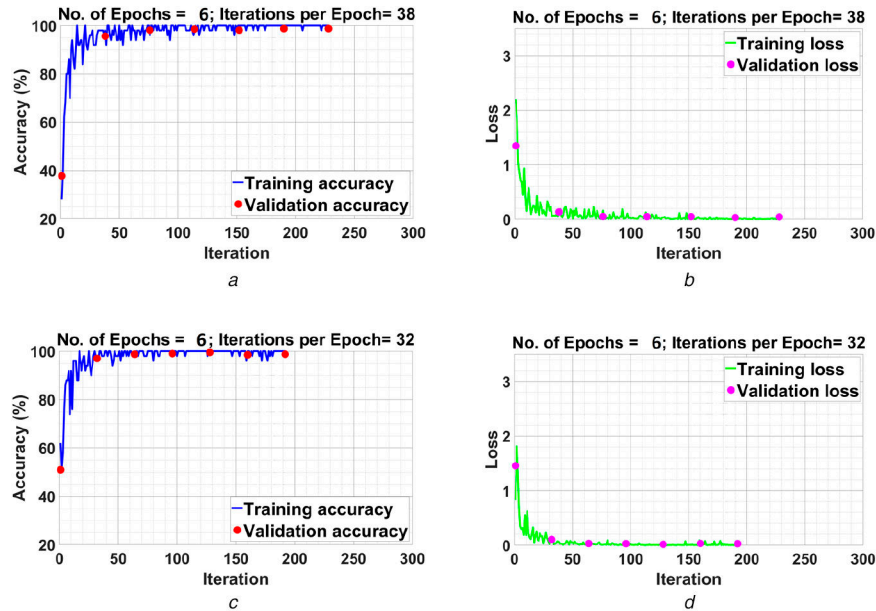 No. of Epochs = 6; Iterations per Epoch= 38
Accuracy (%)
100
80
60
40
20
0 50 100 150 200 250 300
Iteration
Training accuracy
Validation accuracy
a
No. of Epochs = 6; Iterations per Epoch= 38
Loss
3
2
1
0
0 50 100 150 200 250 300
Iteration
Training loss
Validation loss
b
No. of Epochs = 6; Iterations per Epoch= 32
Accuracy (%)
100
80
60
40
20
0 50 100 150 200 250 300
Iteration
Training accuracy
Validation accuracy
c
No. of Epochs = 6; Iterations per Epoch= 32
Loss
3
2
1
0
0 50 100 150 200 250 300
Iteration
Training loss
Validation loss
d